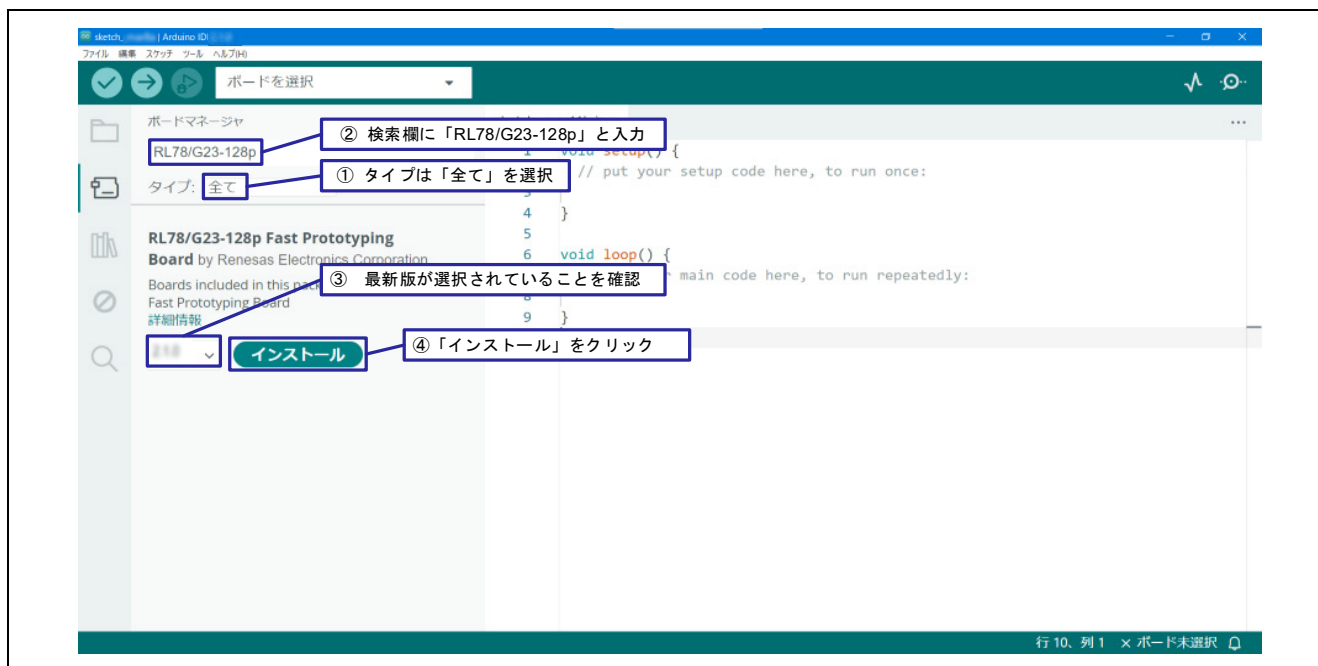 sketch_ | Arduino IDE
ファイル 編集 スケッチ ツール ヘルプ(H)
ボードを選択
ボードマネージャ
RL78/G23-128p
② 検索欄に「RL78/G23-128p」と入力
タイプ: 全て
① タイプは「全て」を選択
RL78/G23-128p Fast Prototyping
Board by Renesas Electronics Corporation
Boards included in this
Fast Prototyping Board
詳細情報
③ 最新版が選択されていることを確認
インストール
④「インストール」をクリック
1 void setup() {
// put your setup code here, to run once:
4 }
5
6 void loop() {
main code here, to run repeatedly:
9 }
行 10、列 1 × ボード未選択